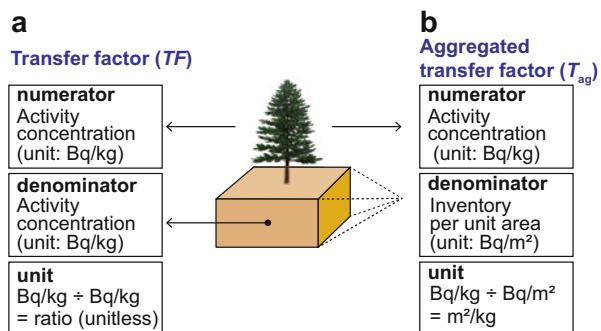 a
Transfer factor (TF)
numerator
Activity
concentration
(unit: Bq/kg)
denominator
Activity
concentration
(unit: Bq/kg)
unit
Bq/kg ÷ Bq/kg
= ratio (unitless)
b
Aggregated
transfer factor (Tag)
numerator
Activity
concentration
(unit: Bq/kg)
denominator
Inventory
per unit area
(unit: Bq/m²)
unit
Bq/kg ÷ Bq/m²
= m²/kg